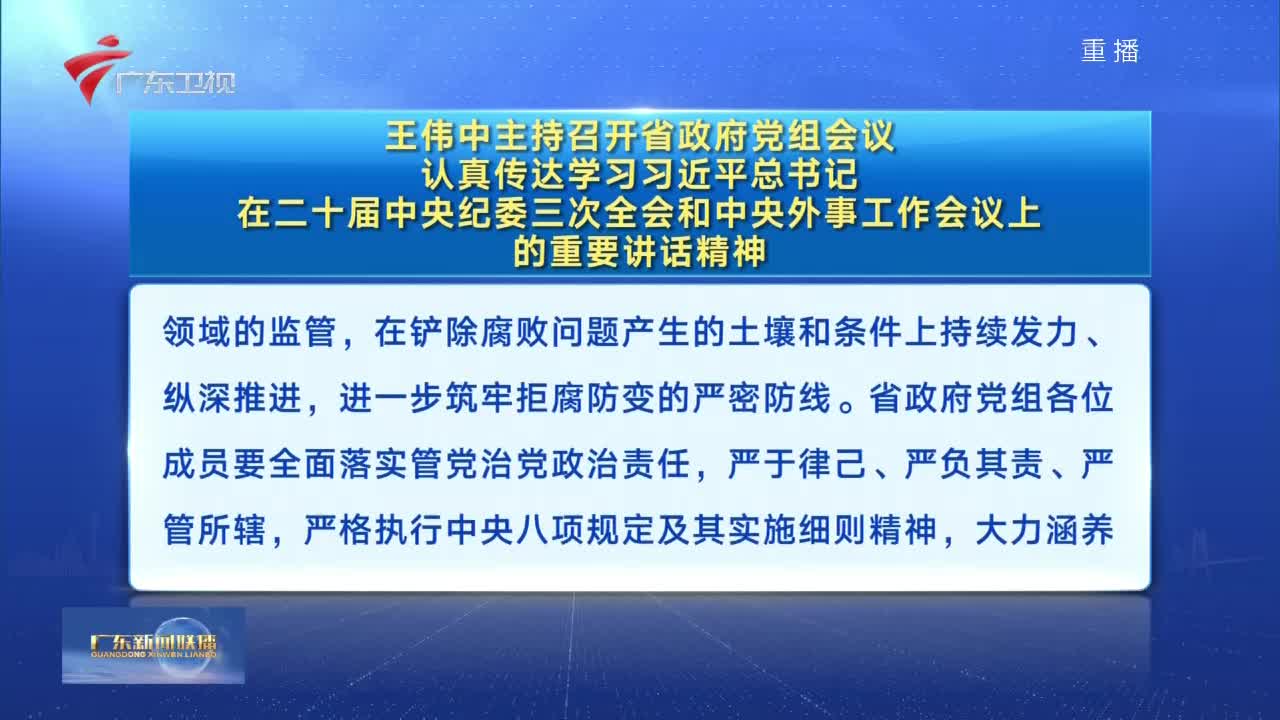 重播
广东卫视
王伟中主持召开省政府党组会议
认真传达学习习近平总书记
在二十届中央纪委三次全会和中央外事工作会议上
的重要讲话精神
领域的监管，在铲除腐败问题产生的土壤和条件上持续发力、
纵深推进，进一步筑牢拒腐防变的严密防线。省政府党组各位
成员要全面落实管党治党政治责任，严于律己、严负其责、严
管所辖，严格执行中央八项规定及其实施细则精神，大力涵养
广东新闻联播
GUANGDONG XINWEN LIANBO